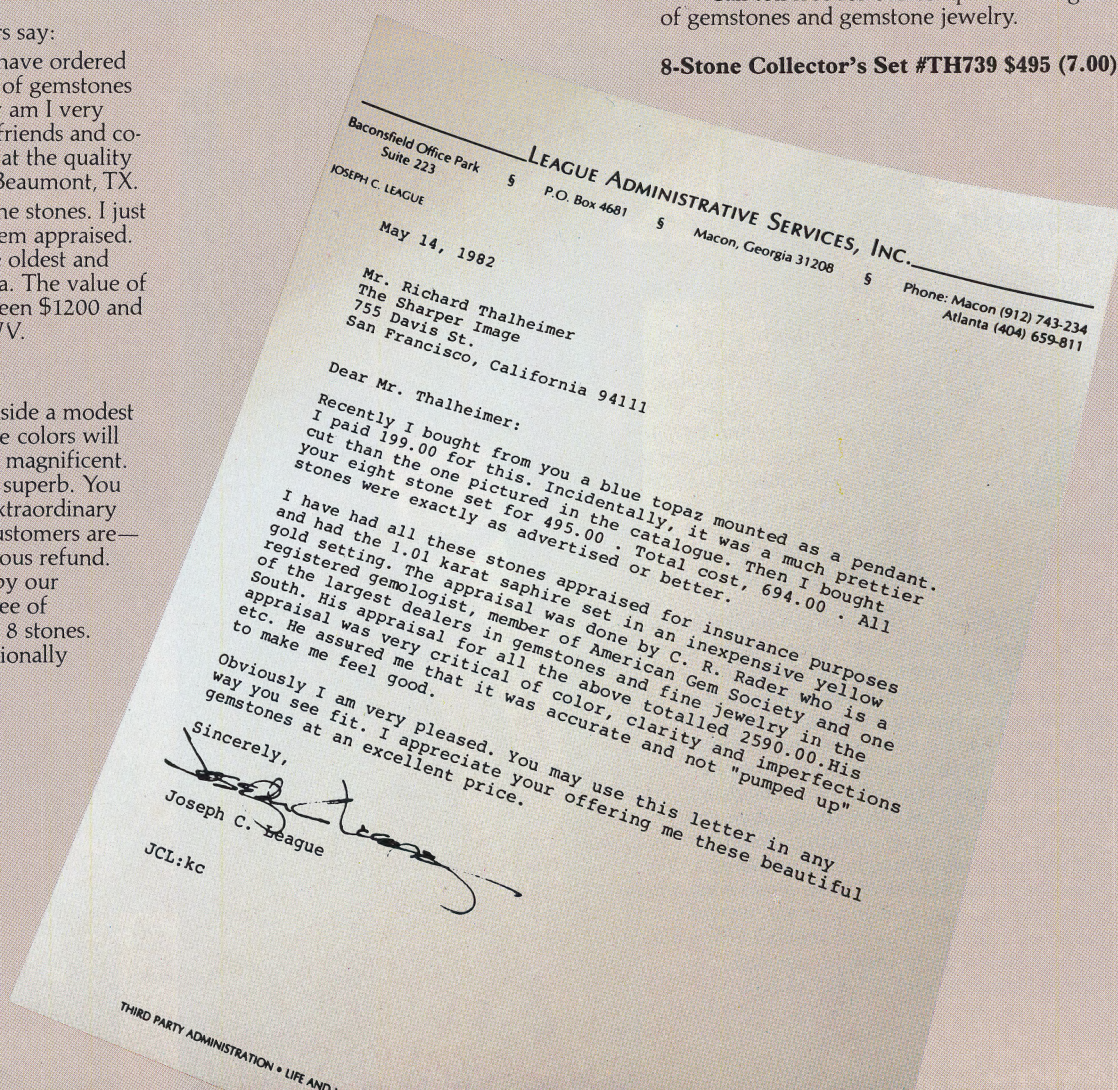 rs say:
have ordered
of gemstones
am I very
friends and co-
at the quality
Beaumont, TX.
he stones. I just
em appraised.
oldest and
a. The value of
een $1200 and
V.
side a modest
e colors will
magnificent.
superb. You
xtraordinary
ustomers are—
ous refund.
by our
ee of
8 stones.
ionally
of gemstones and gemstone jewelry.
8-Stone Collector's Set #TH739 $495 (7.00)
LEAGUE ADMINISTRATIVE SERVICES, INC.
Baconsfield Office Park
Suite 223
§ P.O. Box 4681 § Macon, Georgia 31208 § Phone: Macon (912) 743-234
Atlanta (404) 659-811
JOSEPH C. LEAGUE
May 14, 1982
Mr. Richard Thalheimer
The Sharper Image
755 Davis St.
San Francisco, California 94111
Dear Mr. Thalheimer:
Recently I bought from you a blue topaz mounted as a pendant.
I paid 199.00 for this. Incidentally, it was a much prettier
cut than the one pictured in the catalogue. Then I bought
your eight stone set for 495.00 . Total cost, 694.00 . All
stones were exactly as advertised or better.
I have had all these stones appraised for insurance purposes
and had the 1.01 karat saphire set in an inexpensive yellow
gold setting. The appraisal was done by C. R. Rader who is a
registered gemologist, member of American Gem Society and one
of the largest dealers in gemstones and fine jewelry in the
South. His appraisal for all the above totalled 2590.00.His
appraisal was very critical of color, clarity and imperfections
etc. He assured me that it was accurate and not "pumped up"
to make me feel good.
Obviously I am very pleased. You may use this letter in any
way you see fit. I appreciate your offering me these beautiful
gemstones at an excellent price.
Sincerely,
Joseph C. League
JCL:kc
THIRD PARTY ADMINISTRATION • LIFE AND